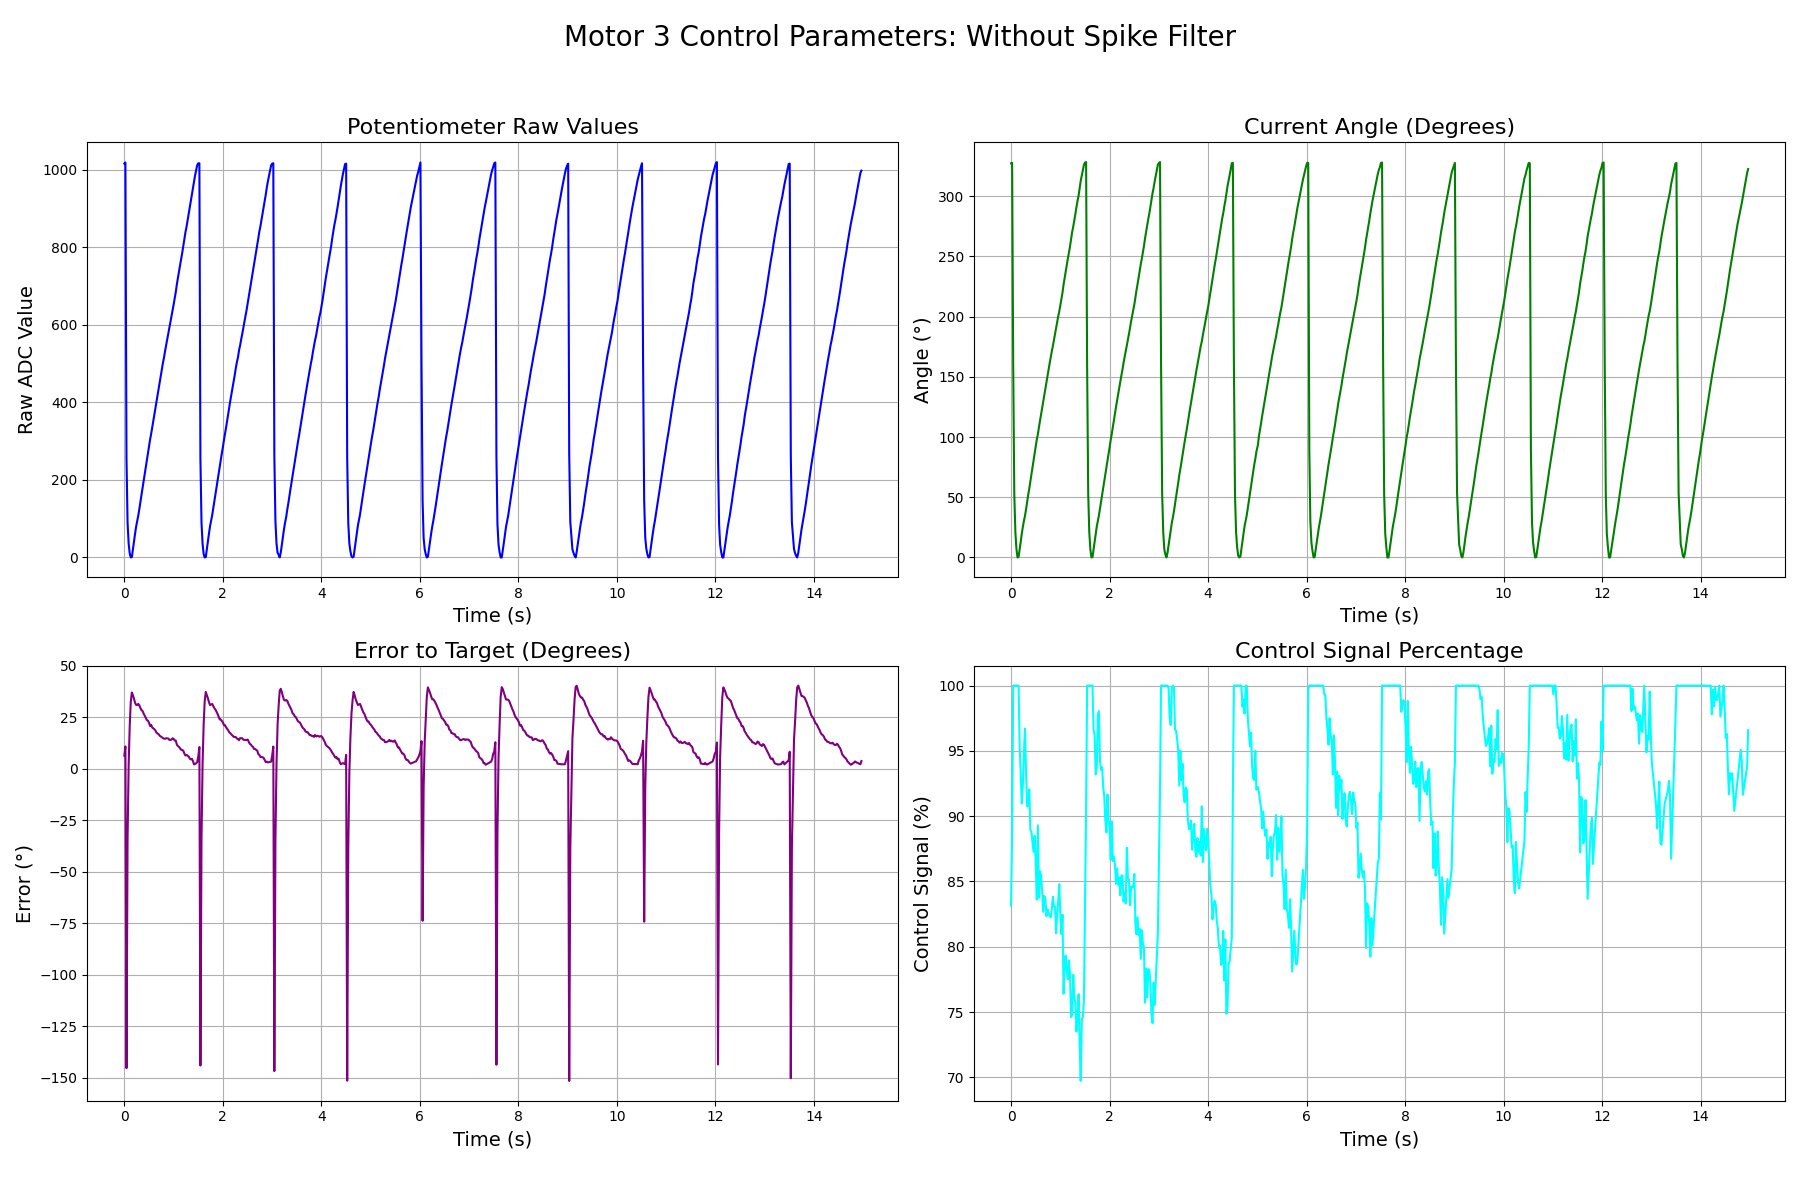 Motor 3 Control Parameters: Without Spike Filter
Potentiometer Raw Values
Raw ADC Value
1000
800
600
400
200
0
0 2 4 6 8 10 12 14
Time (s)
Current Angle (Degrees)
Angle (°)
300
250
200
150
100
50
0
0 2 4 6 8 10 12 14
Time (s)
Error to Target (Degrees)
Error (°)
50
25
0
−25
−50
−75
−100
−125
−150
0 2 4 6 8 10 12 14
Time (s)
Control Signal Percentage
Control Signal (%)
100
95
90
85
80
75
70
0 2 4 6 8 10 12 14
Time (s)